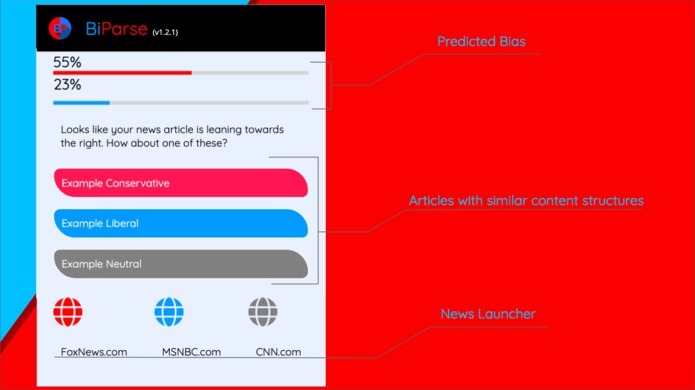 BiParse (v1.2.1)
55%
23%
Looks like your news article is leaning towards
the right. How about one of these?
Example Conservative
Example Liberal
Example Neutral
FoxNews.com MSNBC.com CNN.com
Predicted Bias
Articles with similar content structures
News Launcher